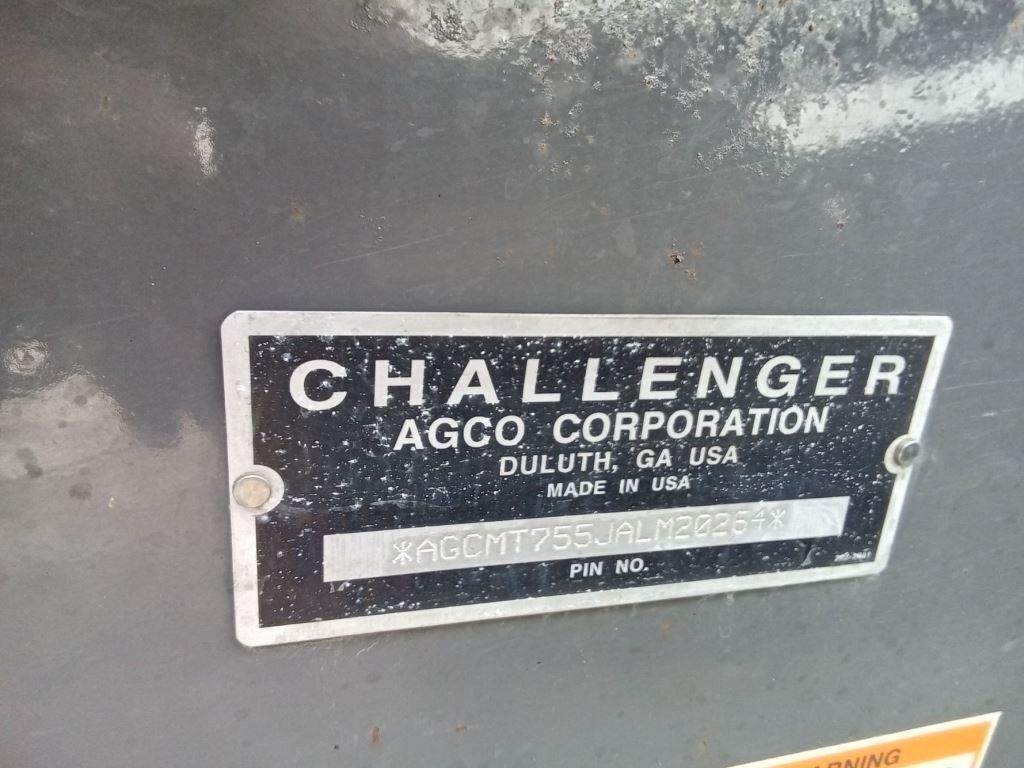 CHALLENGER
AGCO CORPORATION
DULUTH, GA USA
MADE IN USA
*AGCMT755JALM20264*
PIN NO.